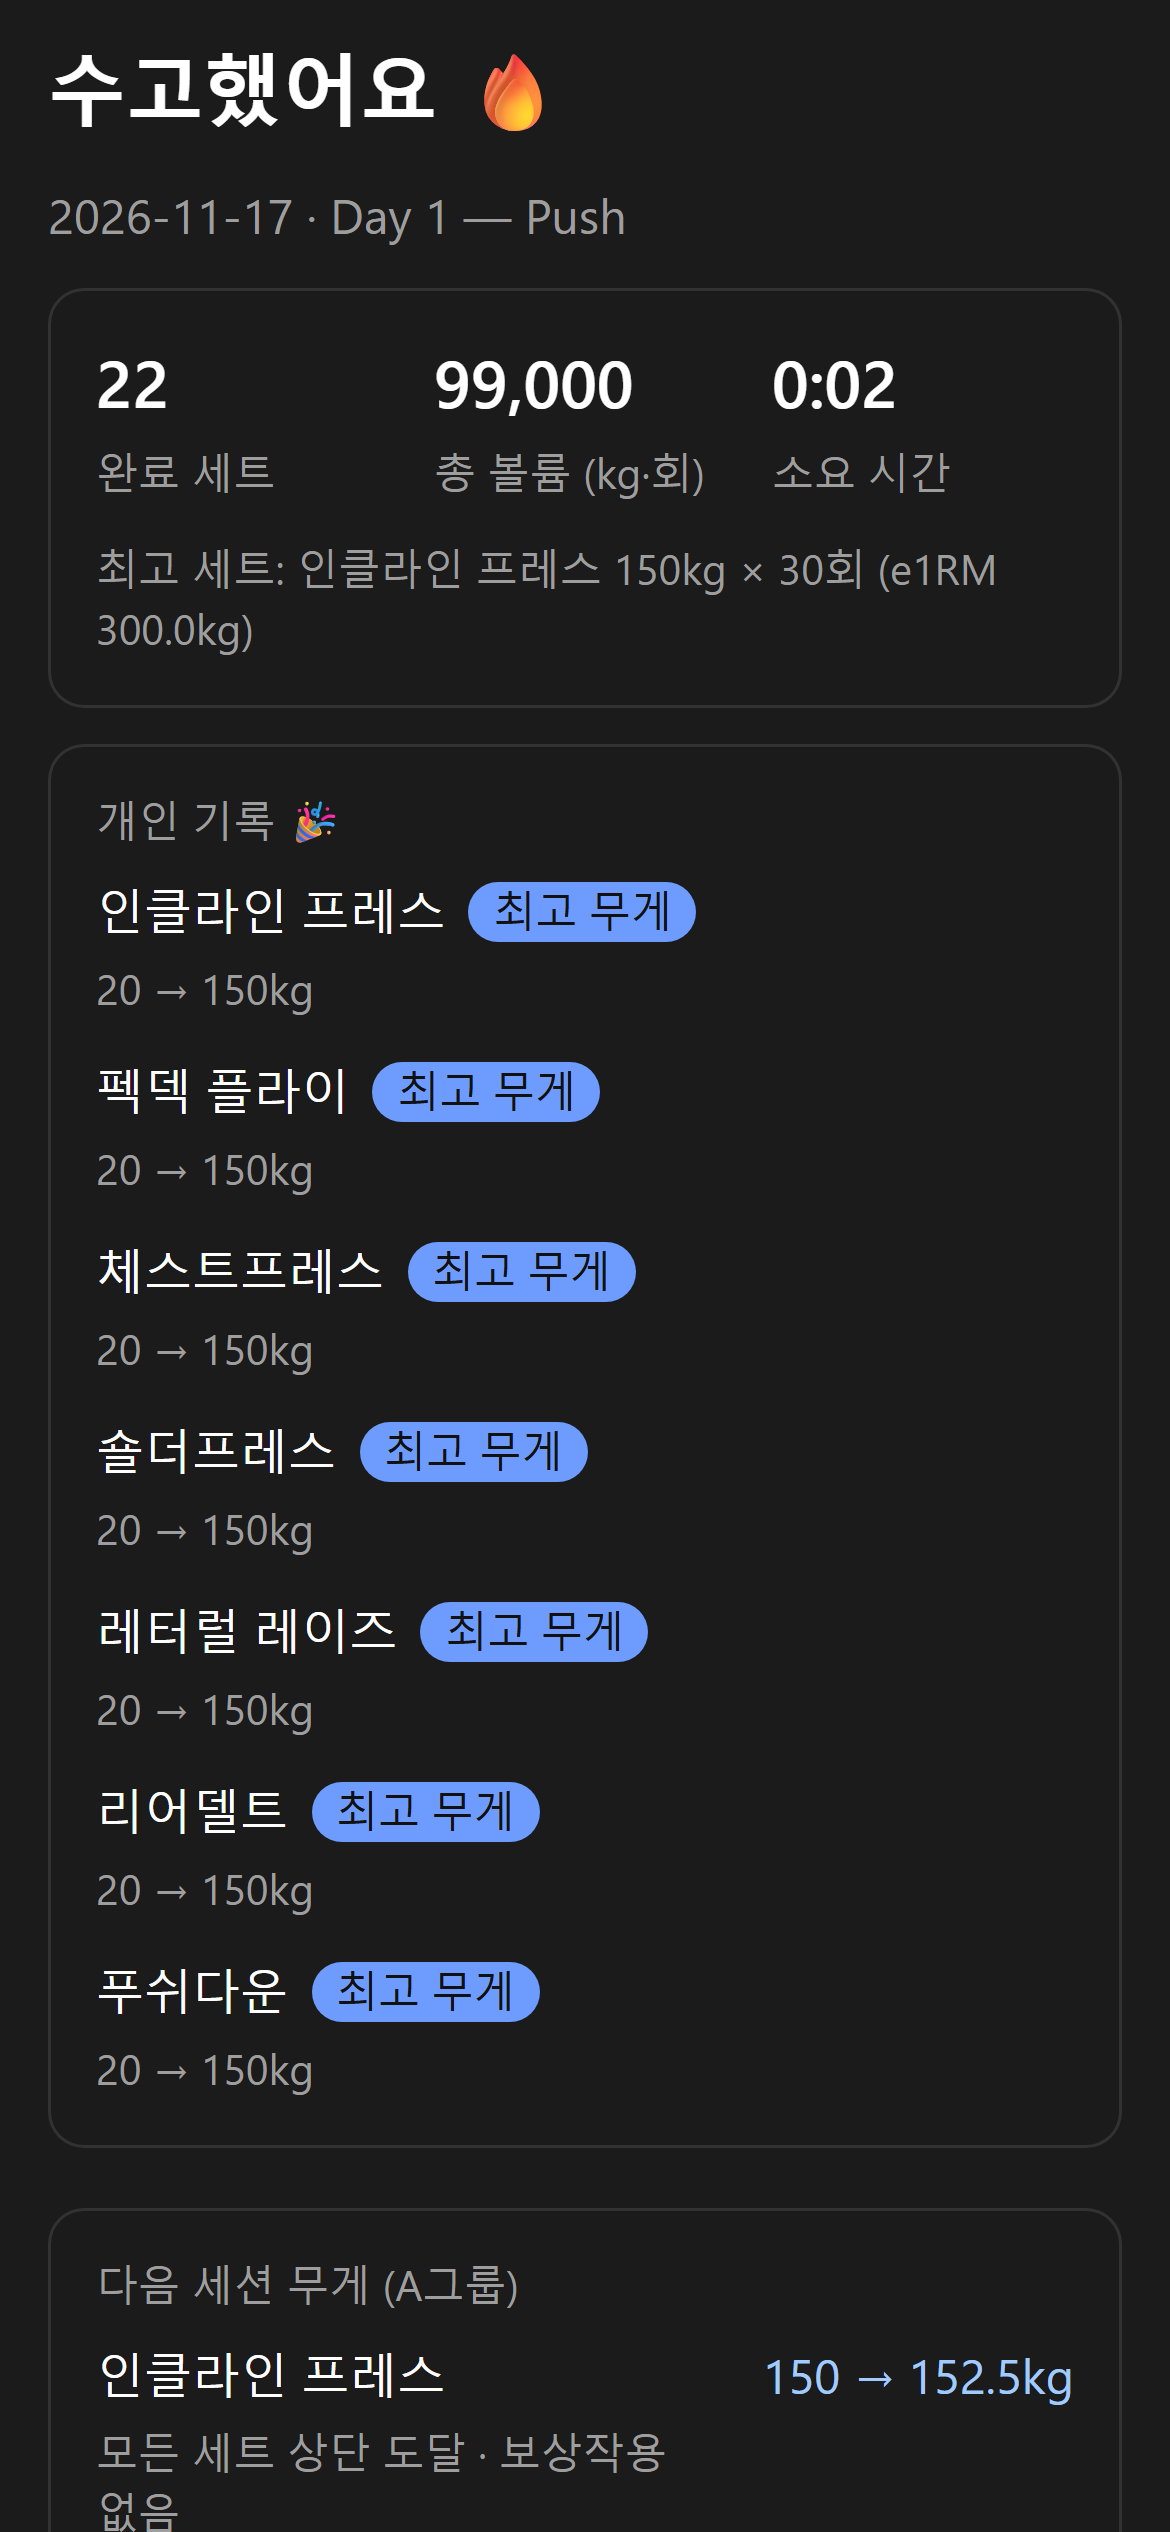 수고했어요 🔥
2026-11-17 · Day 1 — Push
22
99,000
0:02
완료 세트
총 볼륨 (kg·회)
소요 시간
최고 세트: 인클라인 프레스 150kg × 30회 (e1RM
300.0kg)
개인 기록 🎉
인클라인 프레스 최고 무게
20 → 150kg
펙덱 플라이 최고 무게
20 → 150kg
체스트프레스 최고 무게
20 → 150kg
숄더프레스 최고 무게
20 → 150kg
레터럴 레이즈 최고 무게
20 → 150kg
리어델트 최고 무게
20 → 150kg
푸쉬다운 최고 무게
20 → 150kg
다음 세션 무게 (A그룹)
인클라인 프레스 150 → 152.5kg
모든 세트 상단 도달 · 보상작용
없음